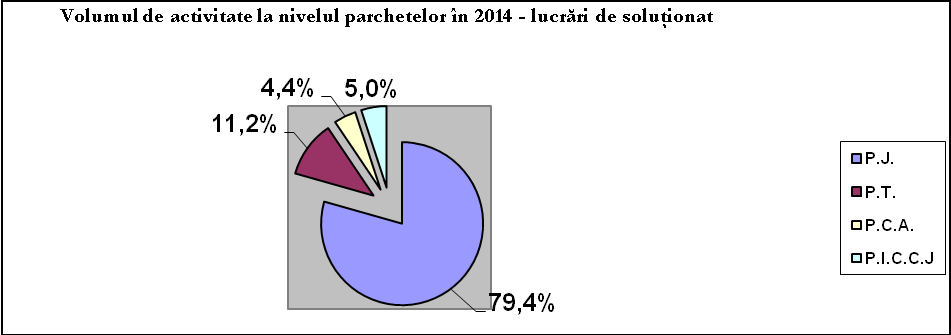 Volumul de activitate la nivelul parchetelor în 2014 - lucrări de soluționat
4,4%
5,0%
11,2%
79,4%
P.J.
P.T.
P.C.A.
P.I.C.C.J